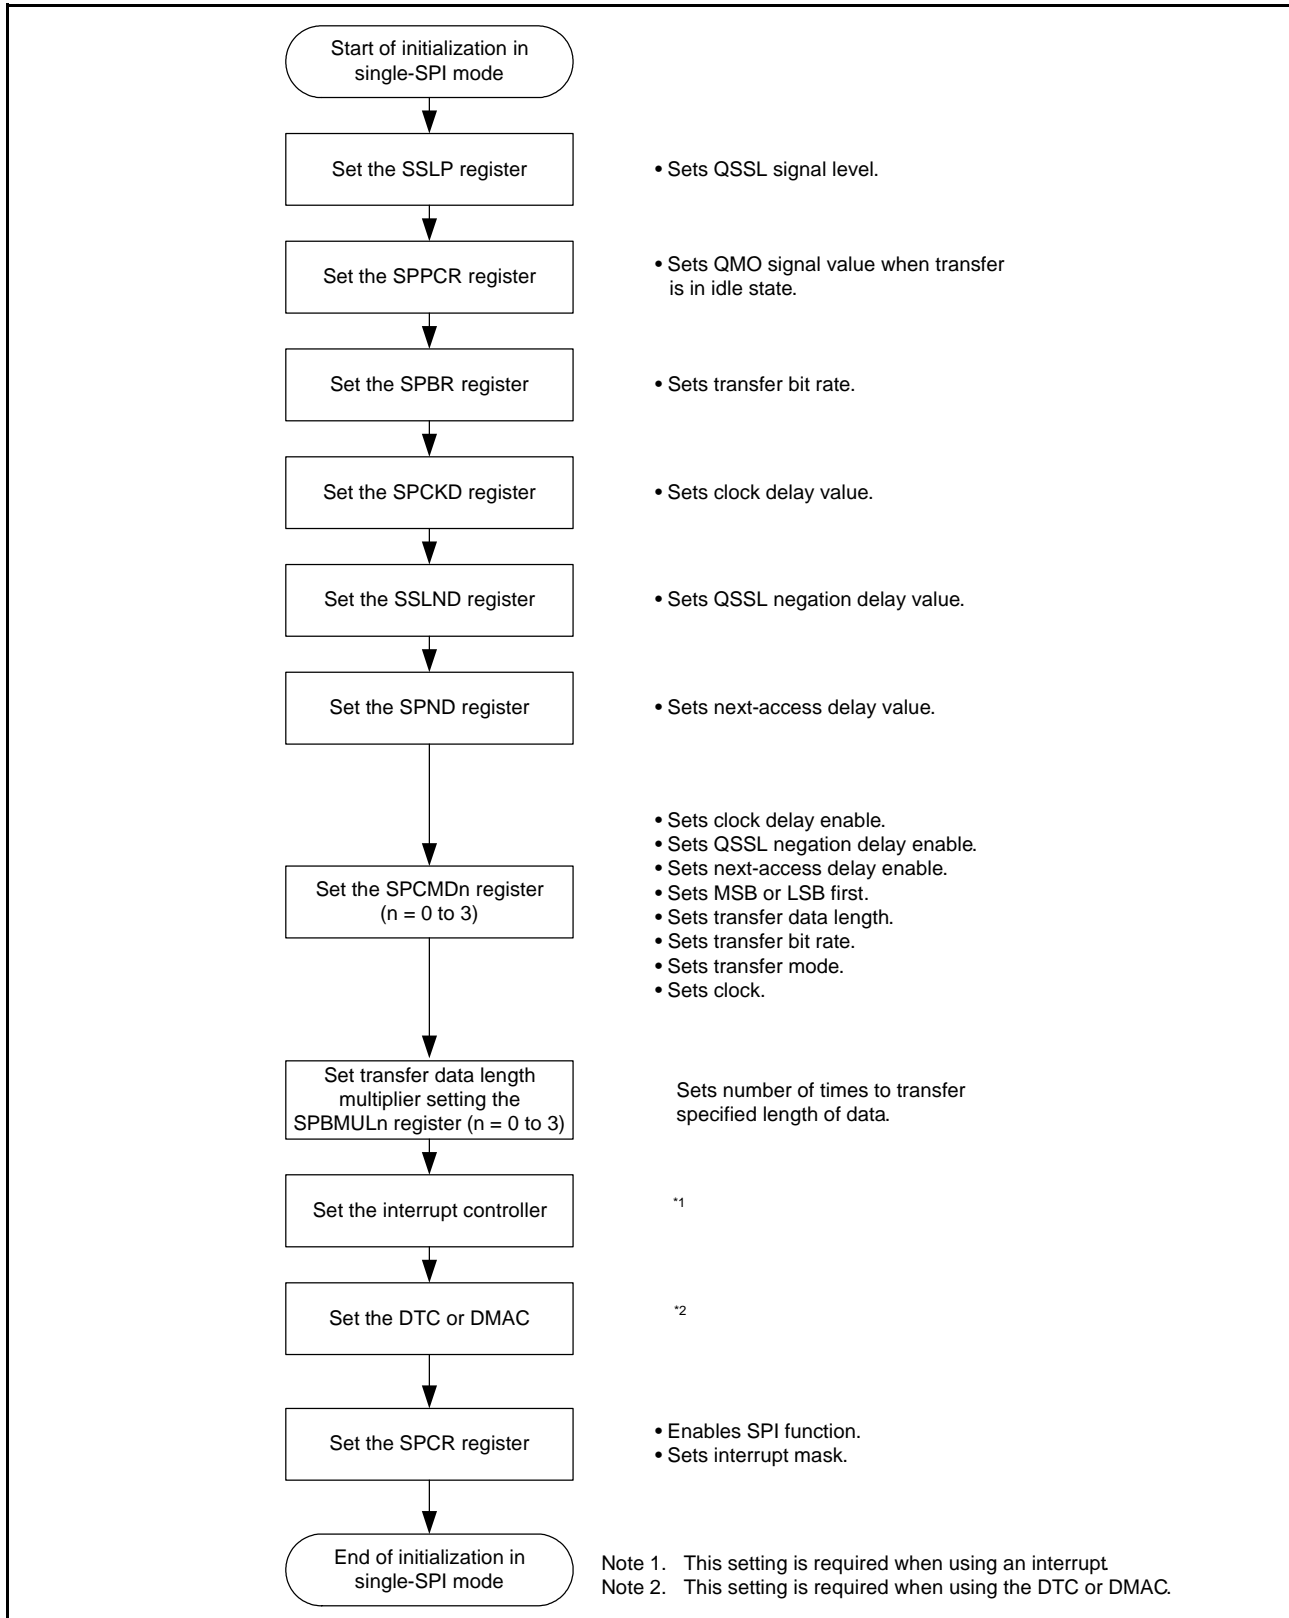 Start of initialization in
single-SPI mode
Set the SSLP register
• Sets QSSL signal level.
Set the SPPCR register
• Sets QMO signal value when transfer
is in idle state.
Set the SPBR register
• Sets transfer bit rate.
Set the SPCKD register
• Sets clock delay value.
Set the SSLND register
• Sets QSSL negation delay value.
Set the SPND register
• Sets next-access delay value.
Set the SPCMDn register
(n = 0 to 3)
• Sets clock delay enable.
• Sets QSSL negation delay enable.
• Sets next-access delay enable.
• Sets MSB or LSB first.
• Sets transfer data length.
• Sets transfer bit rate.
• Sets transfer mode.
• Sets clock.
Set transfer data length
multiplier setting the
SPBMULn register (n = 0 to 3)
Sets number of times to transfer
specified length of data.
Set the interrupt controller
*1
Set the DTC or DMAC
*2
Set the SPCR register
• Enables SPI function.
• Sets interrupt mask.
End of initialization in
single-SPI mode
Note 1. This setting is required when using an interrupt.
Note 2. This setting is required when using the DTC or DMAC.